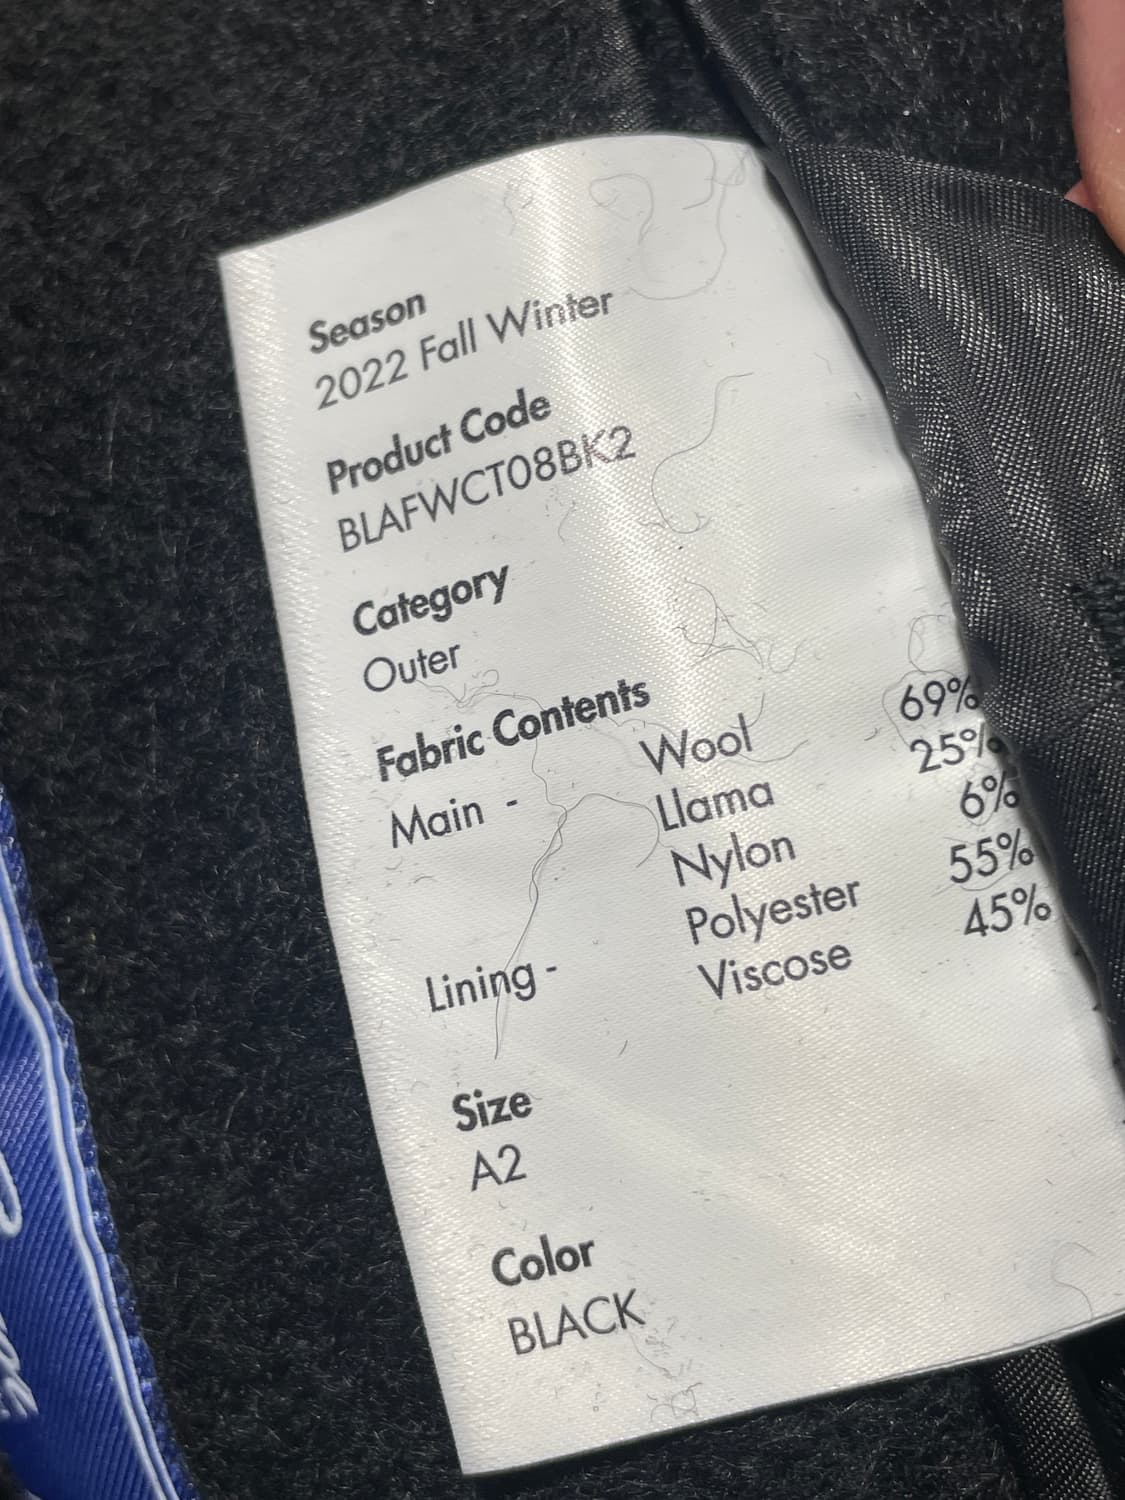 Season
2022 Fall Winter
Product Code
BLAFWCT08BK2
Category
Outer
Fabric Contents
Main - Wool 69%
Llama 25%
Nylon 6%
Lining - Polyester 55%
Viscose 45%
Size
A2
Color
BLACK